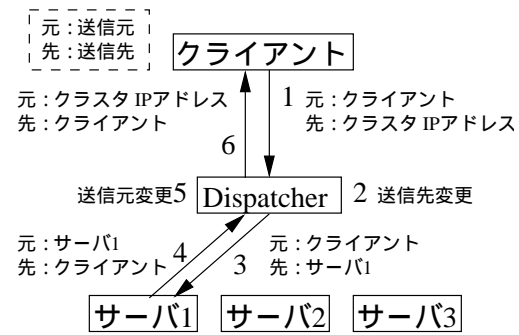 元：送信元
先：送信先
クライアント
元：クラスタ IPアドレス
先：クライアント
6
1
元：クライアント
先：クラスタ IPアドレス
送信元変更5
Dispatcher
2 送信先変更
元：サーバ1
先：クライアント
4
3
元：クライアント
先：サーバ1
サーバ1
サーバ2
サーバ3